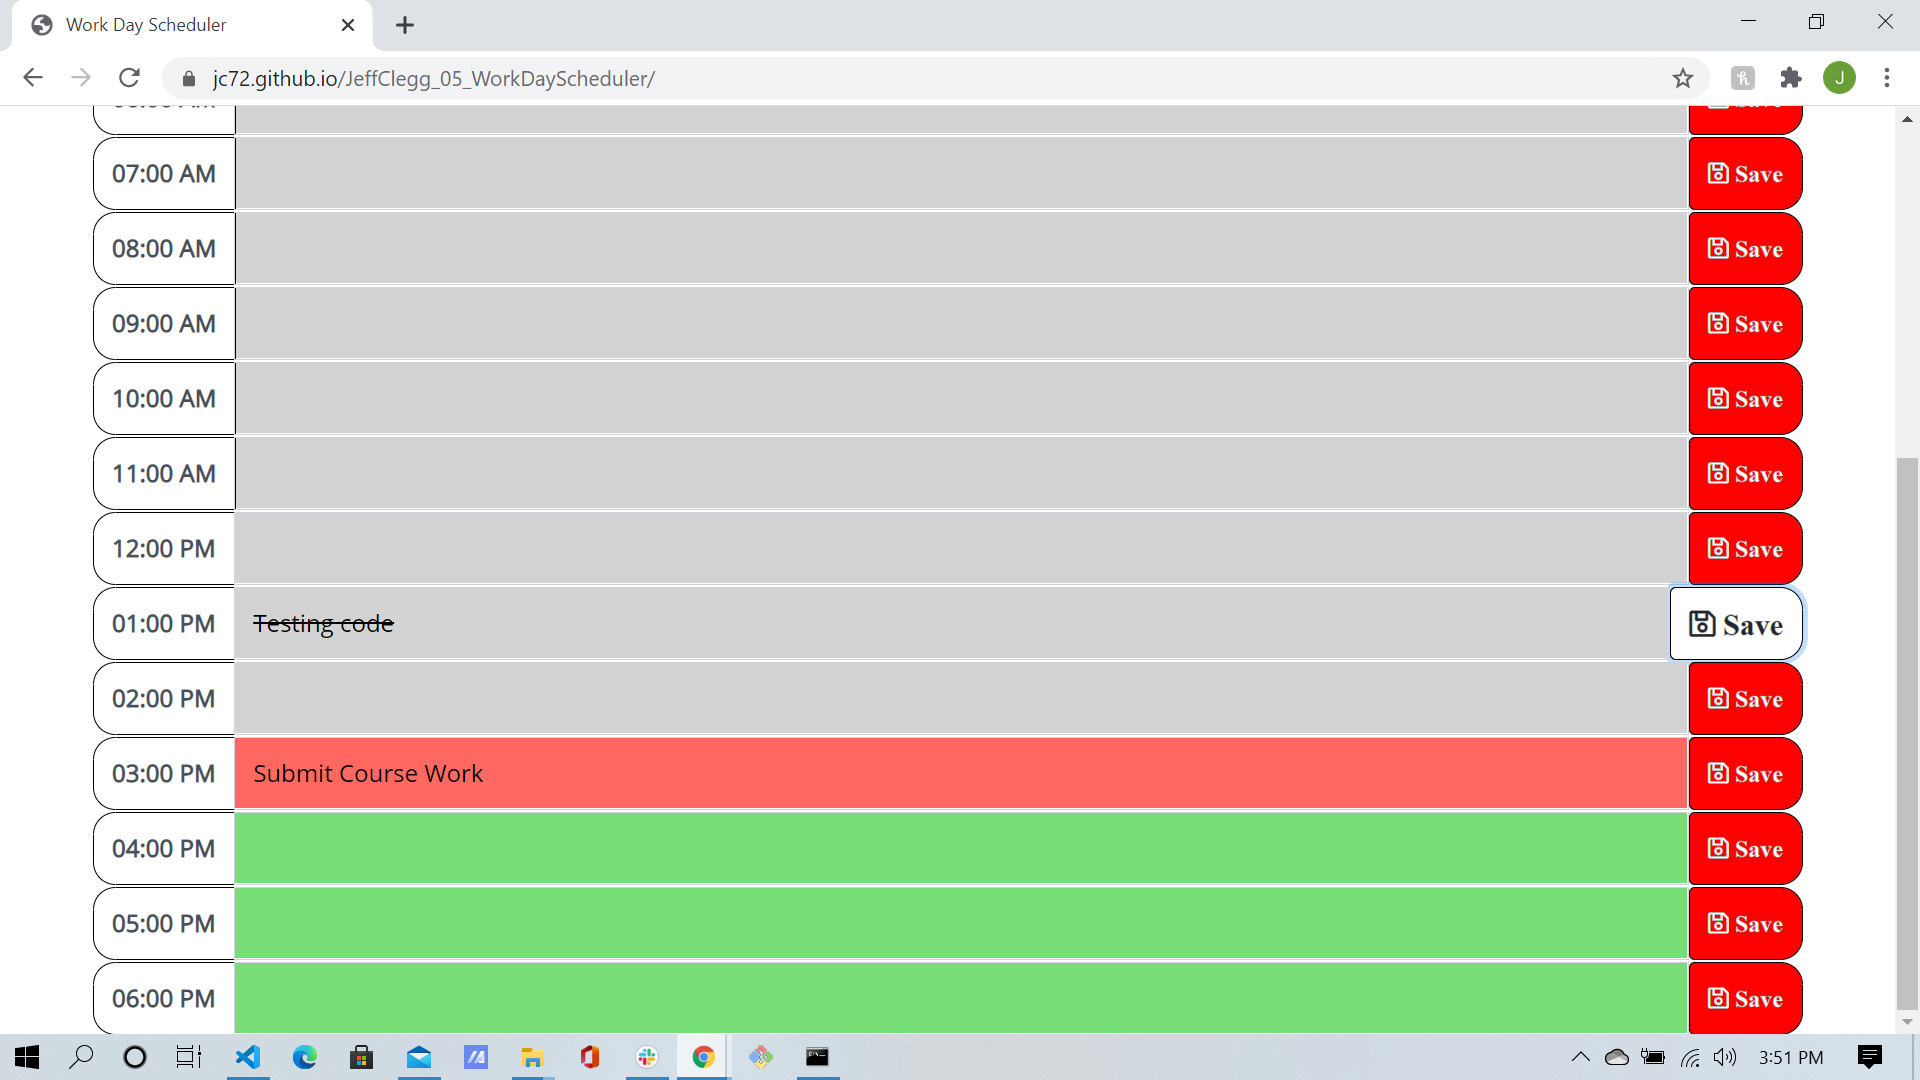 Work Day Scheduler
jc72.github.io/JeffClegg_05_WorkDayScheduler/
J
07:00 AM Save
08:00 AM Save
09:00 AM Save
10:00 AM Save
11:00 AM Save
12:00 PM Save
01:00 PM Testing code Save
02:00 PM Save
03:00 PM Submit Course Work Save
04:00 PM Save
05:00 PM Save
06:00 PM Save
3:51 PM